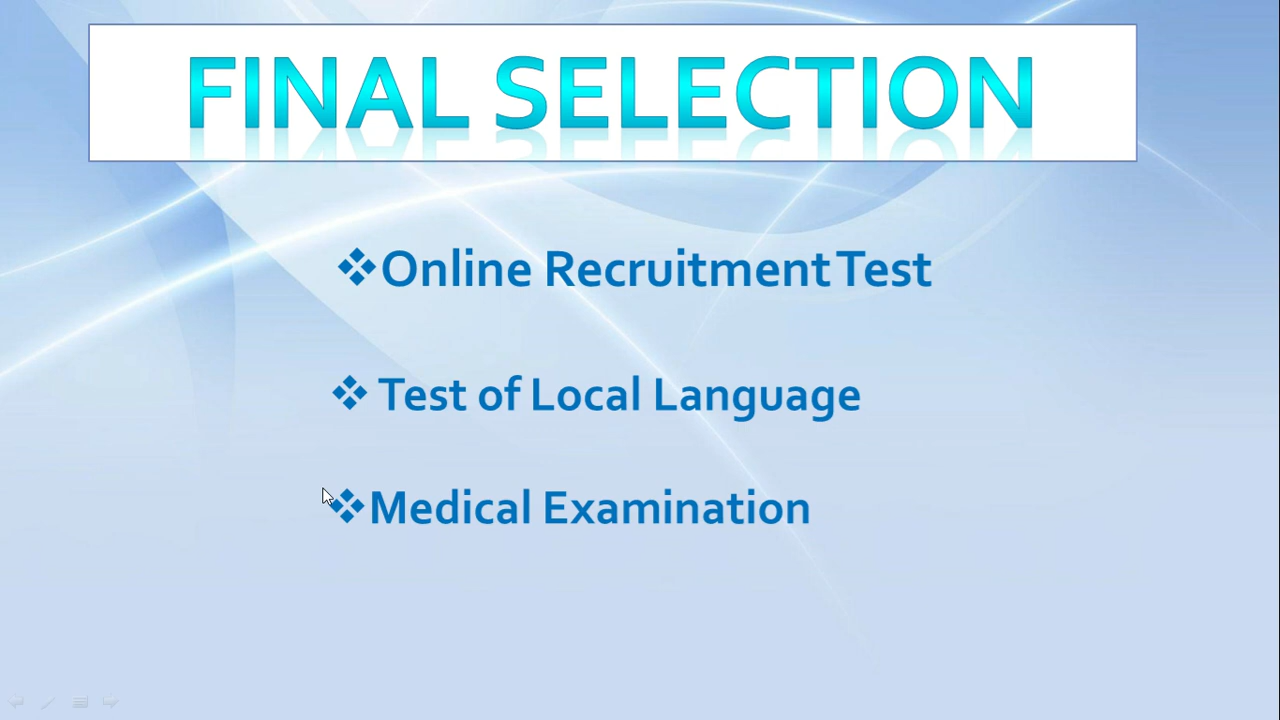 FINAL SELECTION
❖Online Recruitment Test
❖ Test of Local Language
❖Medical Examination